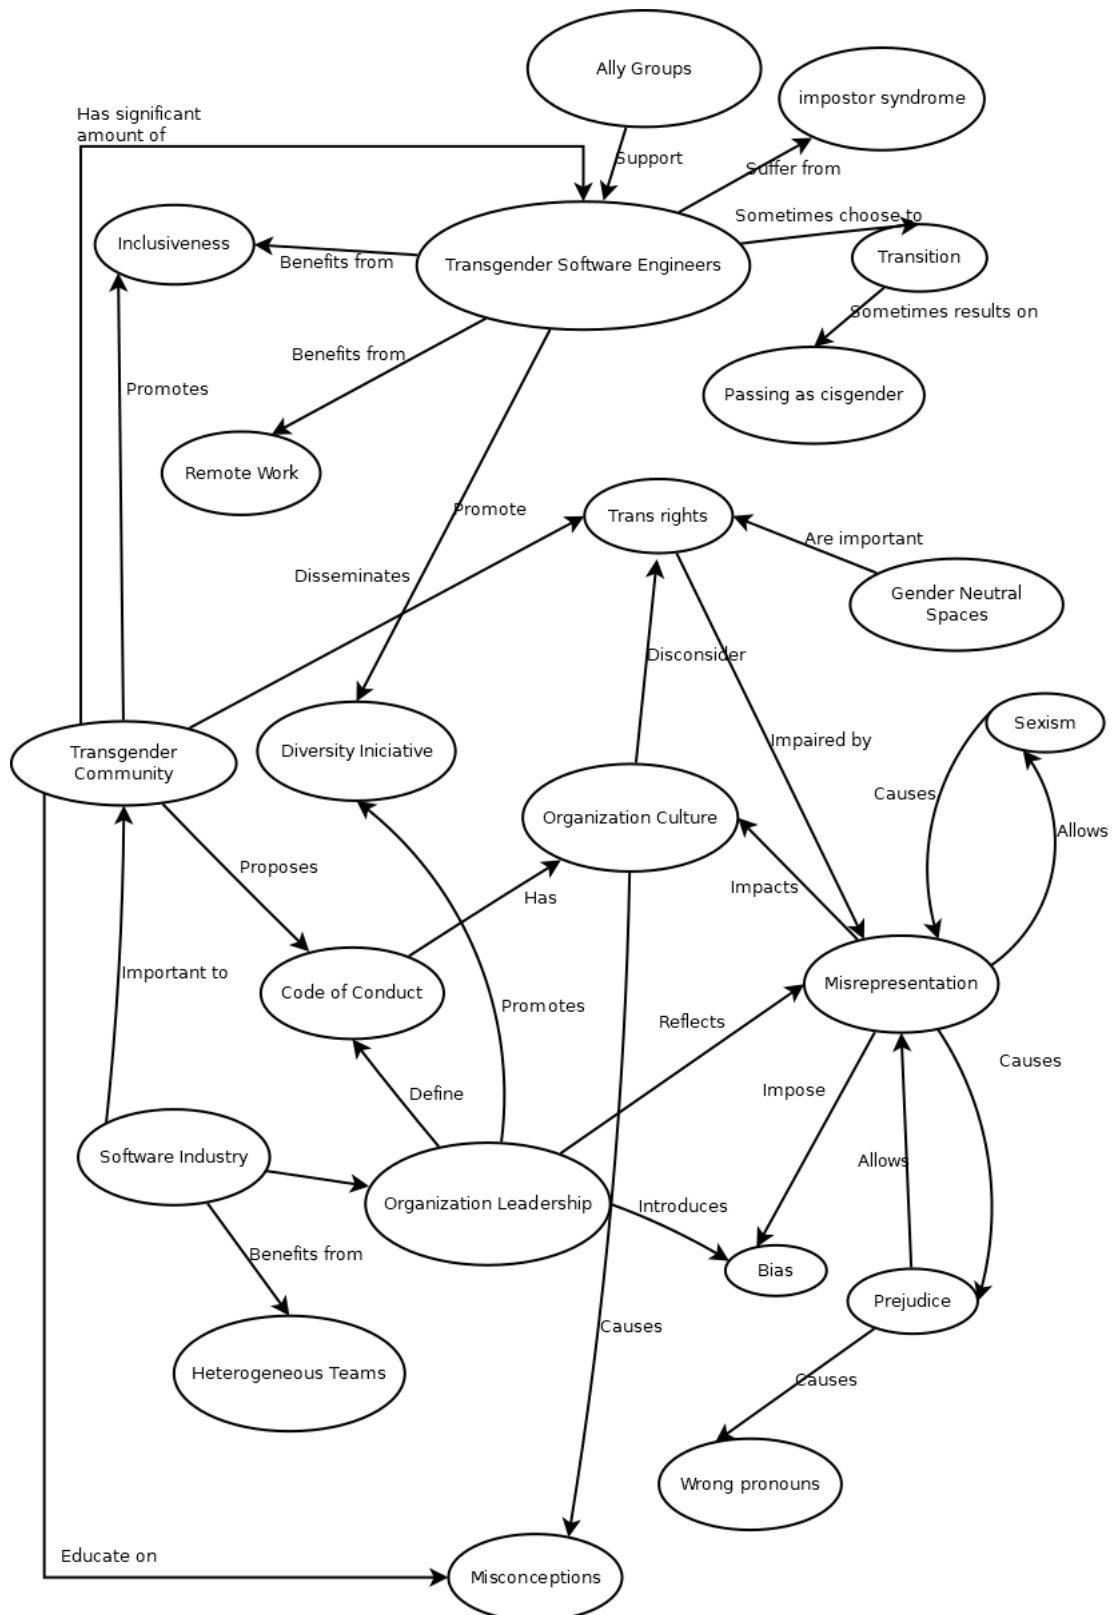 Ally Groups
impostor syndrome
Has significant
amount of
Support
Suffer from
Sometimes choose to
Inclusiveness
Benefits from
Transgender Software Engineers
Transition
Sometimes results on
Benefits from
Promotes
Passing as cisgender
Remote Work
Promote
Trans rights
Are important
Disseminates
Gender Neutral
Spaces
Disconsider
Sexism
Transgender
Community
Diversity Iniciative
Impaired by
Causes
Organization Culture
Allows
Proposes
Impacts
Has
Important to
Code of Conduct
Misrepresentation
Promotes
Reflects
Causes
Define
Impose
Software Industry
Allows
Organization Leadership
Introduces
Benefits from
Bias
Prejudice
Causes
Heterogeneous Teams
Causes
Wrong pronouns
Educate on
Misconceptions